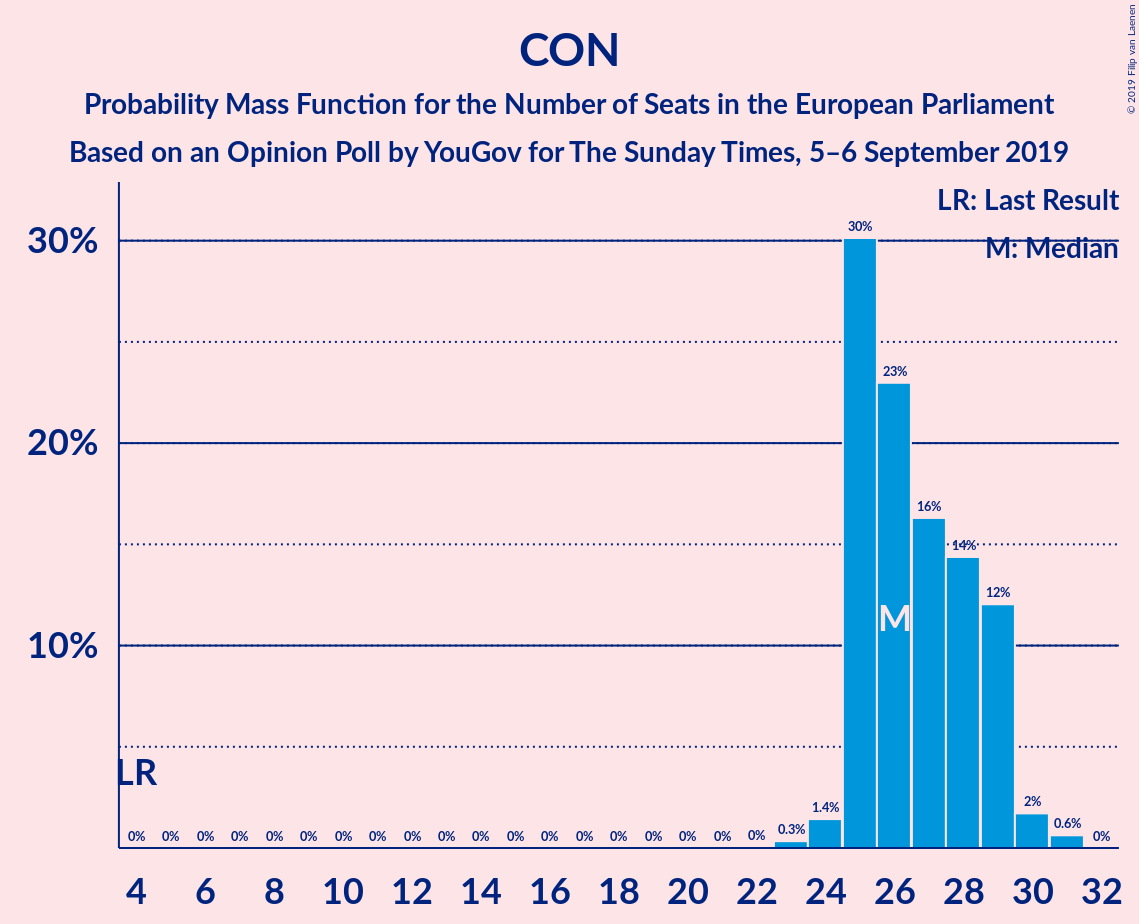 CON
Probability Mass Function for the Number of Seats in the European Parliament
Based on an Opinion Poll by YouGov for The Sunday Times, 5–6 September 2019
© 2019 Filip van Laenen
LR: Last Result
M: Median
30%
20%
10%
30%
23%
16%
14%
12%
M
LR
0% 0% 0% 0% 0% 0% 0% 0% 0% 0% 0% 0% 0% 0% 0% 0% 0% 0% 0% 0.3% 1.4% 2% 0.6% 0%
4 6 8 10 12 14 16 18 20 22 24 26 28 30 32